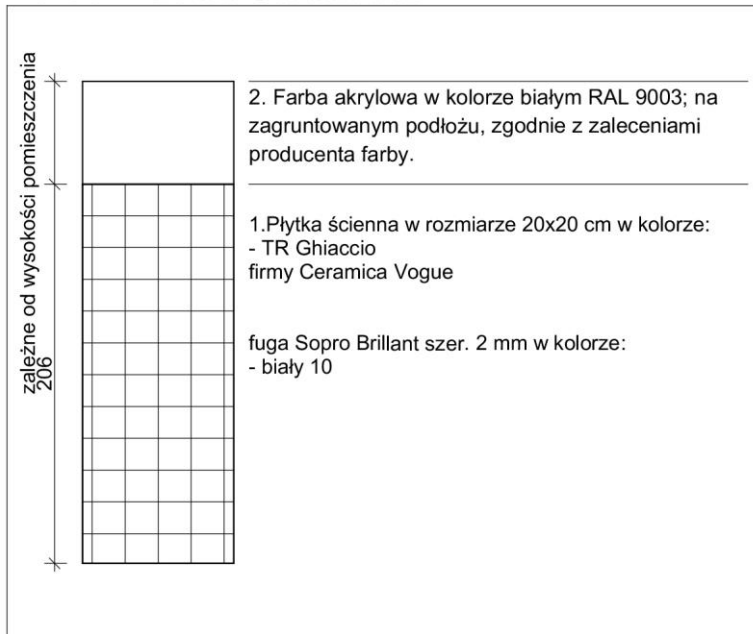 zależne od wysokości pomieszczenia
206
2. Farba akrylowa w kolorze białym RAL 9003; na
zagruntowanym podłożu, zgodnie z zaleceniami
producenta farby.
1.Płytka ścienna w rozmiarze 20x20 cm w kolorze:
- TR Ghiaccio
firmy Ceramica Vogue
fuga Sopro Brillant szer. 2 mm w kolorze:
- biały 10